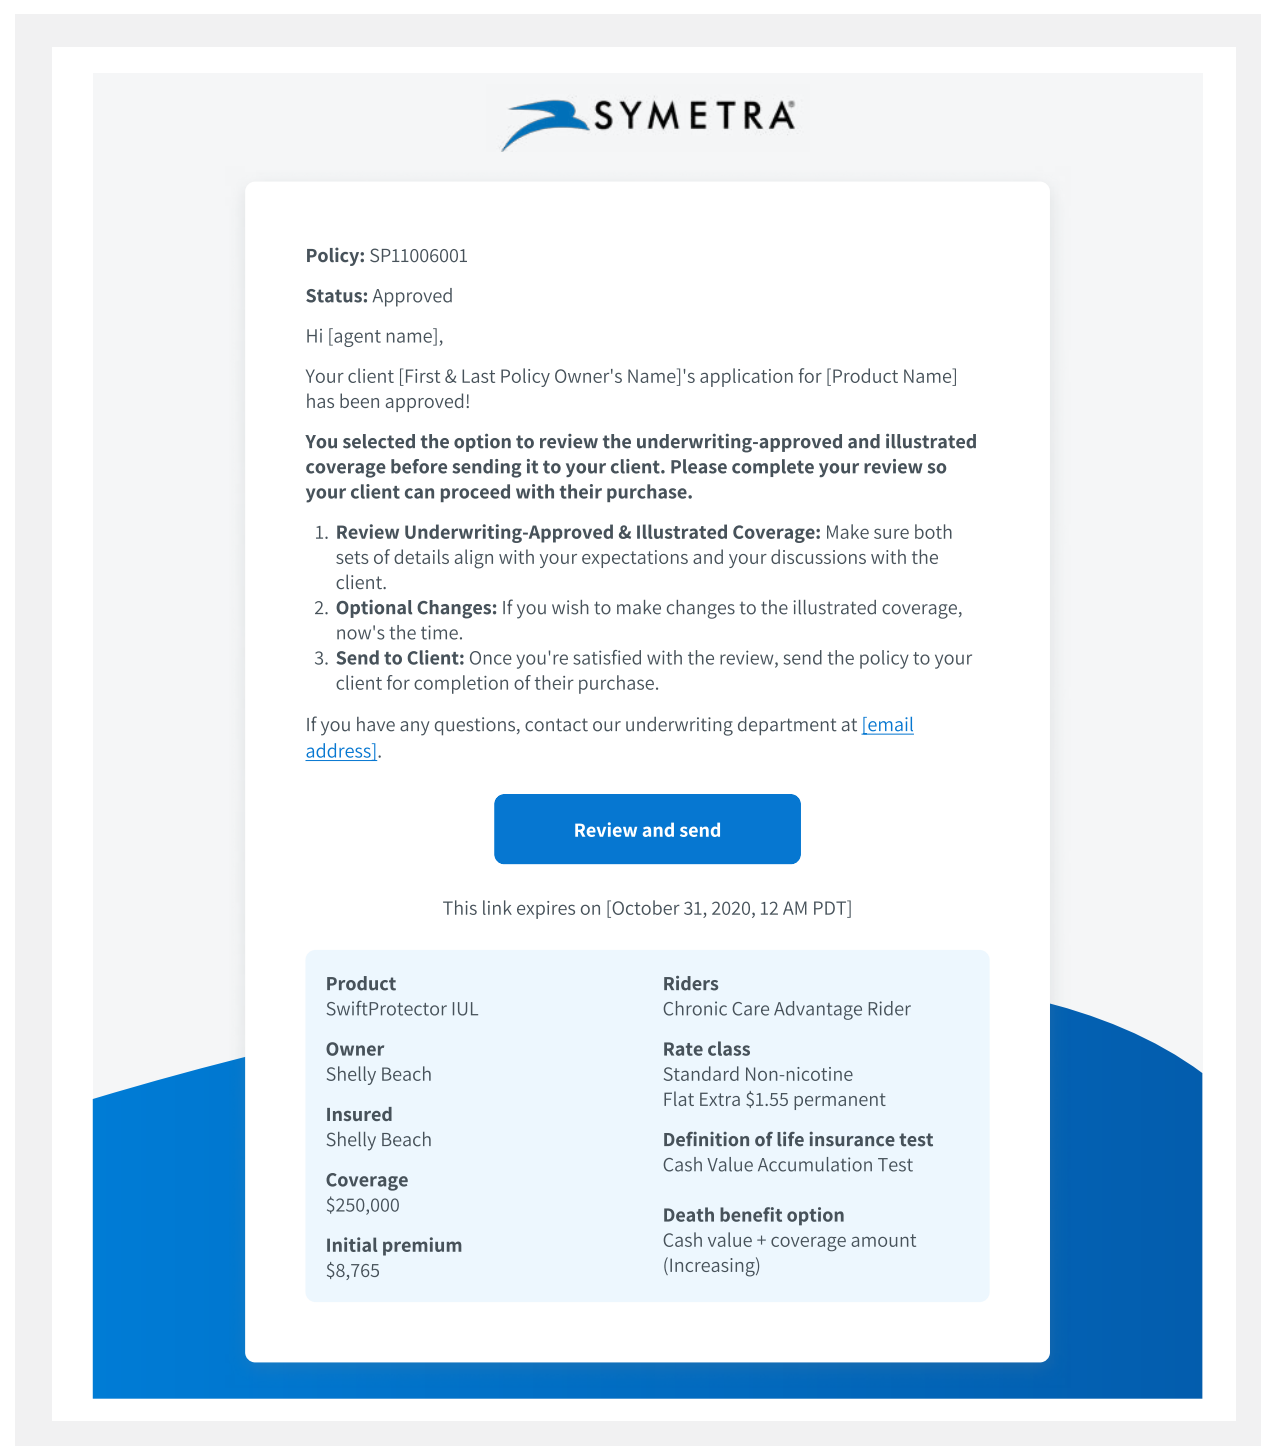 SYMETRA®
Policy: SP11006001
Status: Approved
Hi [agent name],
Your client [First & Last Policy Owner's Name]'s application for [Product Name]
has been approved!
You selected the option to review the underwriting-approved and illustrated
coverage before sending it to your client. Please complete your review so
your client can proceed with their purchase.
1. Review Underwriting-Approved & Illustrated Coverage: Make sure both
sets of details align with your expectations and your discussions with the
client.
2. Optional Changes: If you wish to make changes to the illustrated coverage,
now's the time.
3. Send to Client: Once you're satisfied with the review, send the policy to your
client for completion of their purchase.
If you have any questions, contact our underwriting department at [email
address].
Review and send
This link expires on [October 31, 2020, 12 AM PDT]
Product
SwiftProtector IUL
Owner
Shelly Beach
Insured
Shelly Beach
Coverage
$250,000
Initial premium
$8,765
Riders
Chronic Care Advantage Rider
Rate class
Standard Non-nicotine
Flat Extra $1.55 permanent
Definition of life insurance test
Cash Value Accumulation Test
Death benefit option
Cash value + coverage amount
(Increasing)